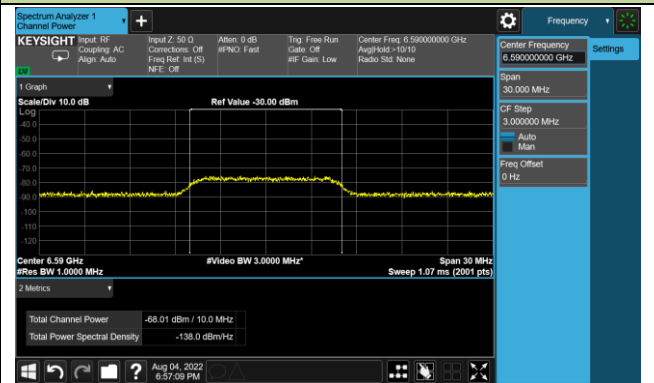 Spectrum Analyzer 1
Channel Power
Frequency
KEYSIGHT
Input: RF
Coupling: AC
Align: Auto
Input Z: 50 Ω
Corrections: Off
Freq Ref: Int (S)
NFE: Off
Atten: 0 dB
#PNO: Fast
Trig: Free Run
Gate: Off
#IF Gain: Low
Center Freq: 6.590000000 GHz
Avg|Hold:>10/10
Radio Std: None
LXI
1 Graph
Scale/Div 10.0 dB
Ref Value -30.00 dBm
Log
-40.0
-50.0
-60.0
-70.0
-80.0
-90.0
-100
-110
-120
Center 6.59 GHz
#Video BW 3.0000 MHz*
Span 30 MHz
#Res BW 1.0000 MHz
Sweep 1.07 ms (2001 pts)
2 Metrics
Total Channel Power
-68.01 dBm / 10.0 MHz
Total Power Spectral Density
-138.0 dBm/Hz
Aug 04, 2022
6:57:09 PM
Center Frequency
6.590000000 GHz
Settings
Span
30.000 MHz
CF Step
3.000000 MHz
Auto
Man
Freq Offset
0 Hz